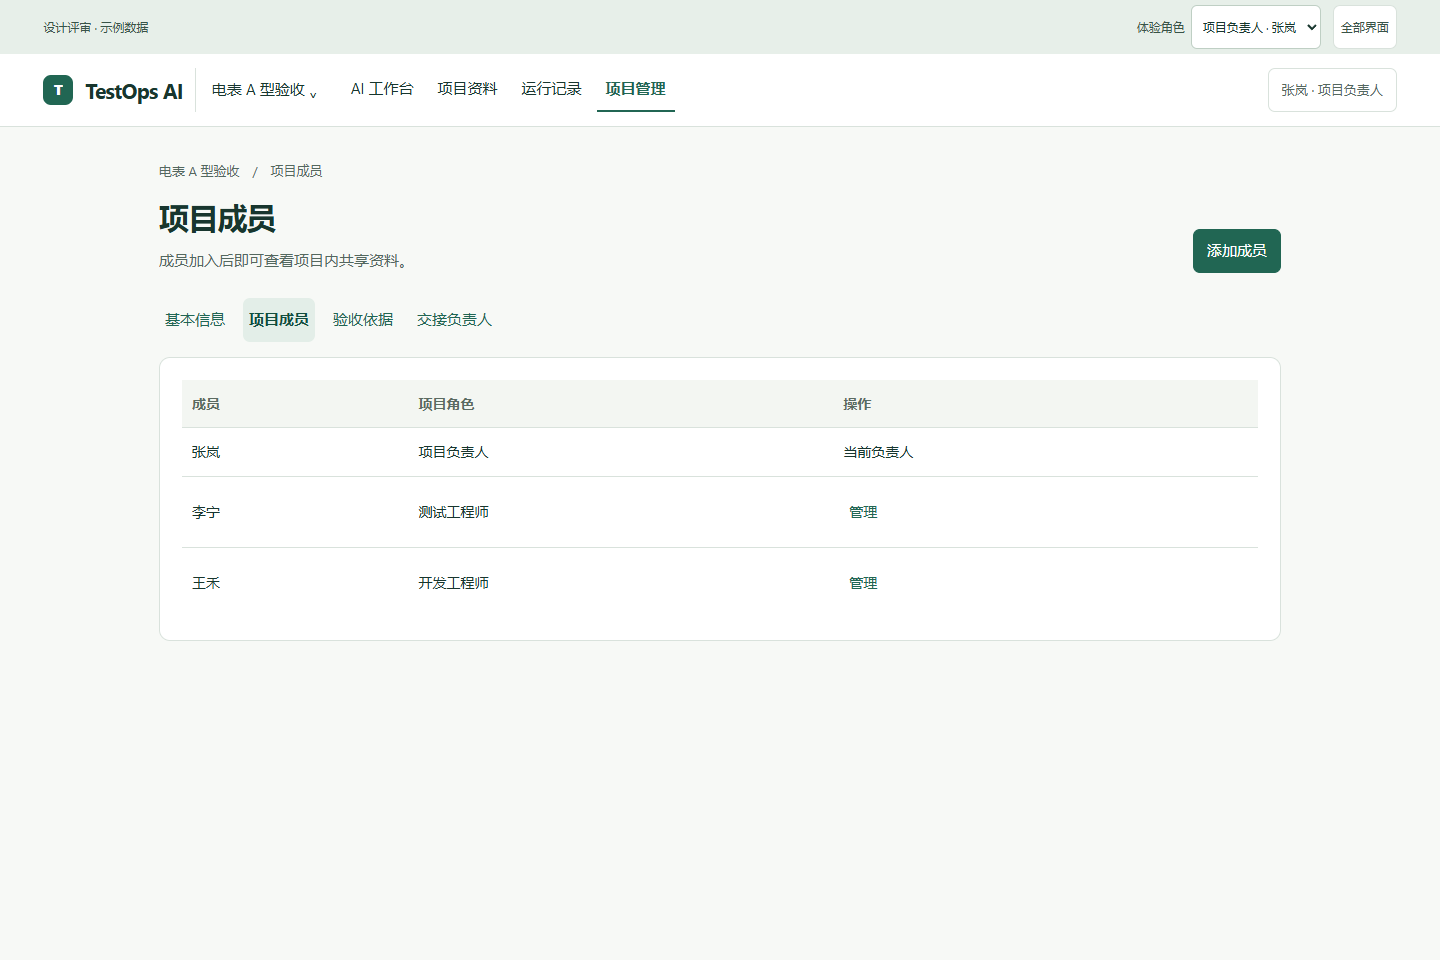 设计评审 · 示例数据
体验角色 项目负责人 · 张岚 全部界面
T TestOps AI 电表 A 型验收 AI 工作台 项目资料 运行记录 项目管理 张岚 · 项目负责人
电表 A 型验收 / 项目成员
项目成员
成员加入后即可查看项目内共享资料。
添加成员
基本信息 项目成员 验收依据 交接负责人
成员 项目角色 操作
张岚 项目负责人 当前负责人
李宁 测试工程师 管理
王禾 开发工程师 管理